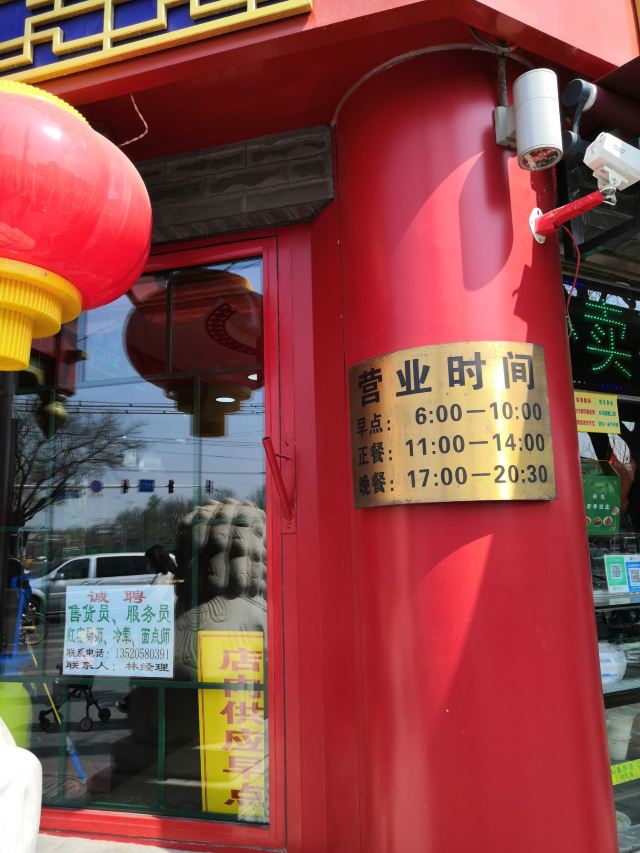 营业时间
早点： 6:00—10:00
正餐： 11:00—14:00
晚餐： 17:00—20:30
卖
诚 聘
售货员、服务员
红案厨师、冷荤、面点师
联系电话：13520580391
联系人：林经理
店内供应早点